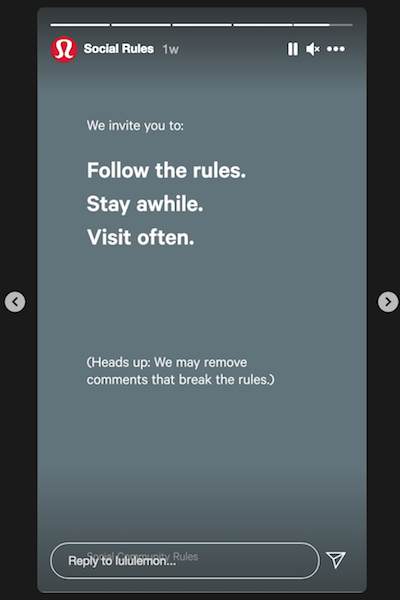 Social Rules 1w
We invite you to:
Follow the rules.
Stay awhile.
Visit often.
(Heads up: We may remove
comments that break the rules.)
Social Community Rules
Reply to lululemon...